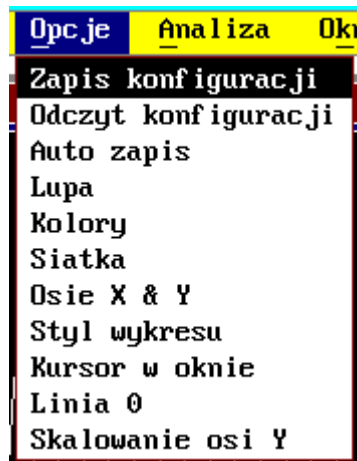 Opcje Analiza
Zapis konfiguracji
Odczyt konfiguracji
Auto zapis
Lupa
Kolory
Siatka
Osie X & Y
Styl wykresu
Kursor w oknie
Linia 0
Skalowanie osi Y